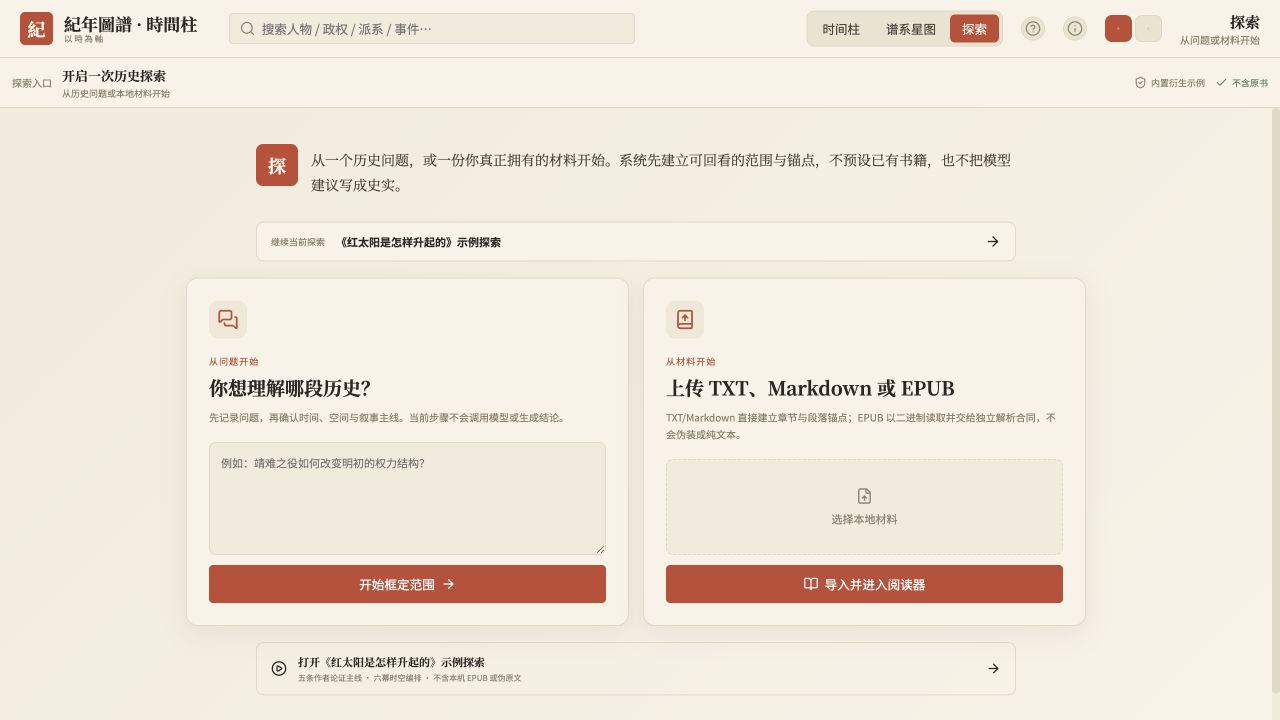 紀
紀年圖譜 · 時間柱
以時為軸
搜索人物 / 政权 / 派系 / 事件…
时间柱
谱系星图
探索
探索
从问题或材料开始
探索入口
开启一次历史探索
从历史问题或本地材料开始
内置衍生示例
不含原书
探
从一个历史问题，或一份你真正拥有的材料开始。系统先建立可回看的范围与锚点，不预设已有书籍，也不把模型
建议写成史实。
继续当前探索
《红太阳是怎样升起的》示例探索
从问题开始
你想理解哪段历史？
先记录问题，再确认时间、空间与叙事主线。当前步骤不会调用模型或生成结论。
例如：靖难之役如何改变明初的权力结构？
开始框定范围
从材料开始
上传 TXT、Markdown 或 EPUB
TXT/Markdown 直接建立章节与段落锚点；EPUB 以二进制读取并交给独立解析合同，不
会伪装成纯文本。
选择本地材料
导入并进入阅读器
打开《红太阳是怎样升起的》示例探索
五条作者论证主线 · 六幕时空编排 · 不含本机 EPUB 或伪原文